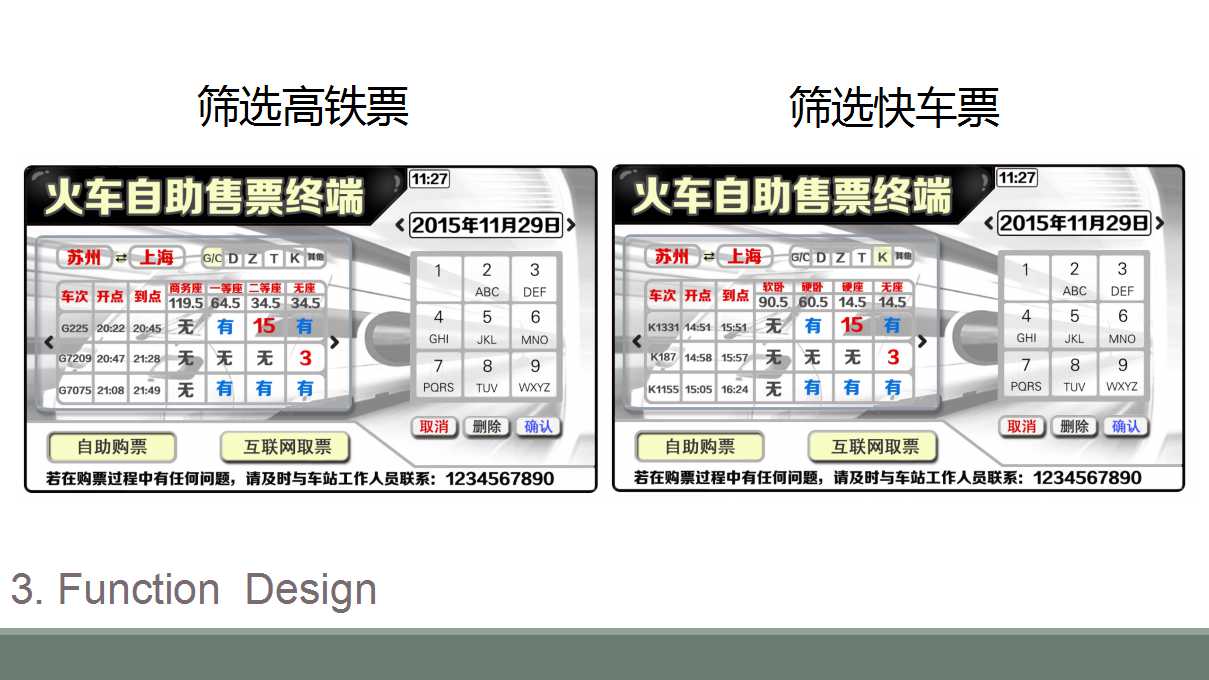 筛选高铁票
筛选快车票
火车自助售票终端
11:27
2015年11月29日
苏州 ⇄ 上海 G/C D Z T K 其他
车次 开点 到点 商务座 一等座 二等座 无座
119.5 64.5 34.5 34.5
G225 20:22 20:45 无 有 15 有
G7209 20:47 21:28 无 无 无 3
G7075 21:08 21:49 无 有 有 有
1 2 3
ABC DEF
4 5 6
GHI JKL MNO
7 8 9
PQRS TUV WXYZ
取消 删除 确认
自助购票 互联网取票
若在购票过程中有任何问题，请及时与车站工作人员联系：1234567890
火车自助售票终端
11:27
2015年11月29日
苏州 ⇄ 上海 G/C D Z T K 其他
车次 开点 到点 软卧 硬卧 硬座 无座
90.5 60.5 14.5 14.5
K1331 14:51 15:51 无 有 15 有
K187 14:58 15:57 无 无 无 3
K1155 15:05 16:24 无 有 有 有
1 2 3
ABC DEF
4 5 6
GHI JKL MNO
7 8 9
PQRS TUV WXYZ
取消 删除 确认
自助购票 互联网取票
若在购票过程中有任何问题，请及时与车站工作人员联系：1234567890
3. Function Design